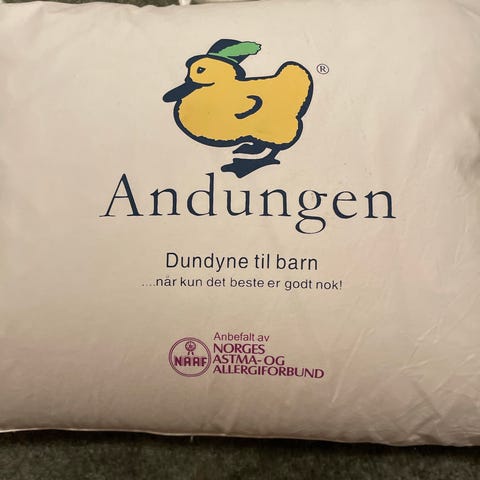 ®
Andungen
Dundyne til barn
....når kun det beste er godt nok!
Anbefalt av
NORGES
ASTMA- OG
ALLERGIFORBUND
NAAF